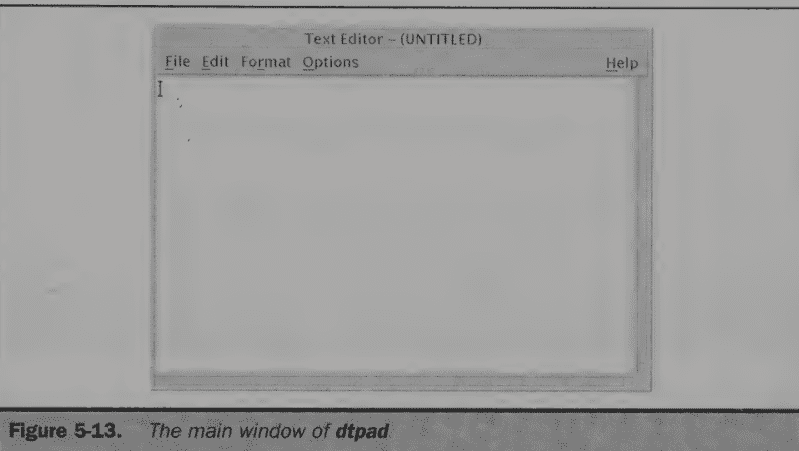 Text Editor – (UNTITLED)
File Edit Format Options Help
Figure 5-13. The main window of dtpad